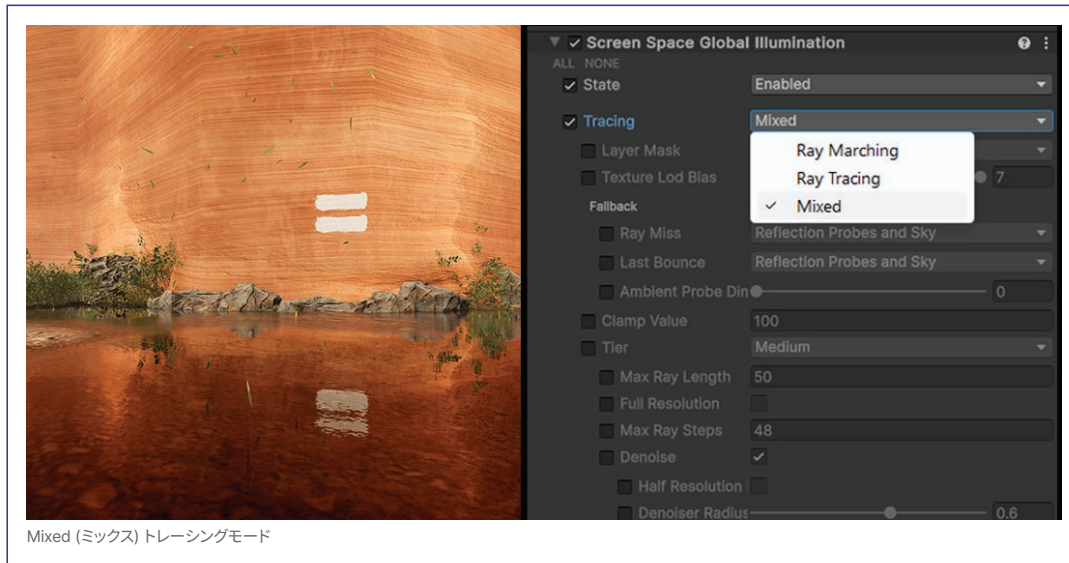 Screen Space Global Illumination
ALL NONE
State Enabled
Tracing Mixed
Layer Mask
Ray Marching
Texture Lod Bias 7
Ray Tracing
Fallback
Mixed
Ray Miss Reflection Probes and Sky
Last Bounce Reflection Probes and Sky
Ambient Probe Din 0
Clamp Value 100
Tier Medium
Max Ray Length 50
Full Resolution
Max Ray Steps 48
Denoise
Half Resolution
Denoiser Radius 0.6
Mixed (ミックス) トレーシングモード